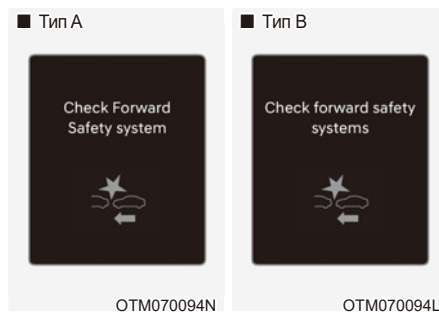 ■ Тип A
Check Forward
Safety system
OTM070094N
■ Тип B
Check forward safety
systems
OTM070094L